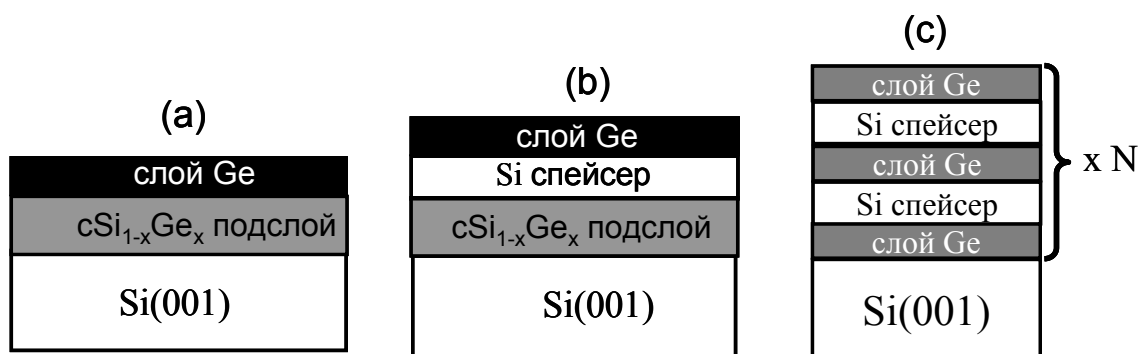 (a)
слой Ge
cSi₁₋ₓGeₓ подслой
Si(001)
(b)
слой Ge
Si спейсер
cSi₁₋ₓGeₓ подслой
Si(001)
(c)
слой Ge
Si спейсер
слой Ge
Si спейсер
слой Ge
x N
Si(001)